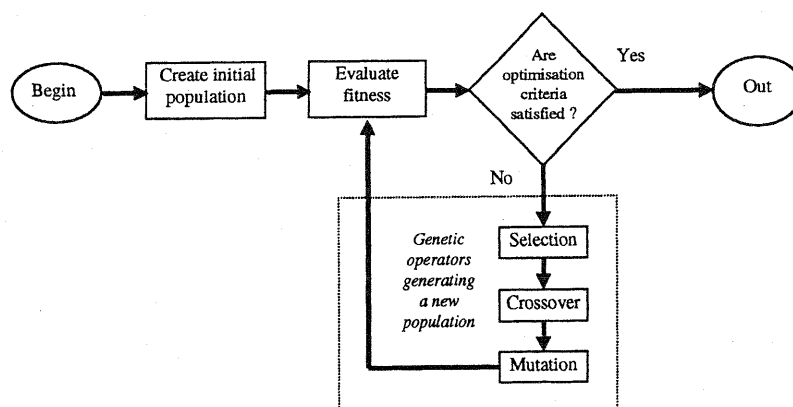 Begin
Create initial
population
Evaluate
fitness
Are
optimisation
criteria
satisfied ?
Yes
Out
No
Genetic
operators
generating
a new
population
Selection
Crossover
Mutation